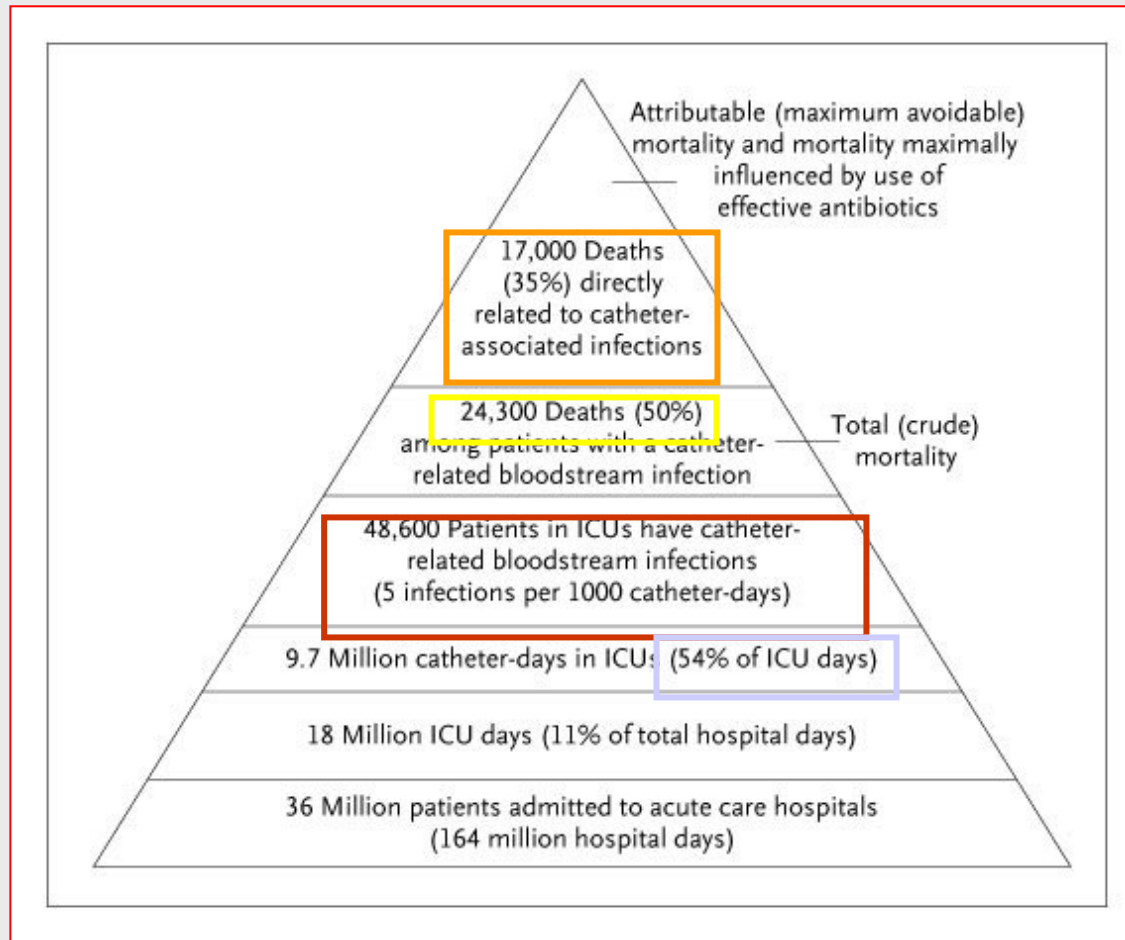 Attributable (maximum avoidable)
mortality and mortality maximally
influenced by use of
effective antibiotics
17,000 Deaths
(35%) directly
related to catheter-
associated infections
24,300 Deaths (50%)
among patients with a catheter-
related bloodstream infection
Total (crude)
mortality
48,600 Patients in ICUs have catheter-
related bloodstream infections
(5 infections per 1000 catheter-days)
9.7 Million catheter-days in ICUs (54% of ICU days)
18 Million ICU days (11% of total hospital days)
36 Million patients admitted to acute care hospitals
(164 million hospital days)